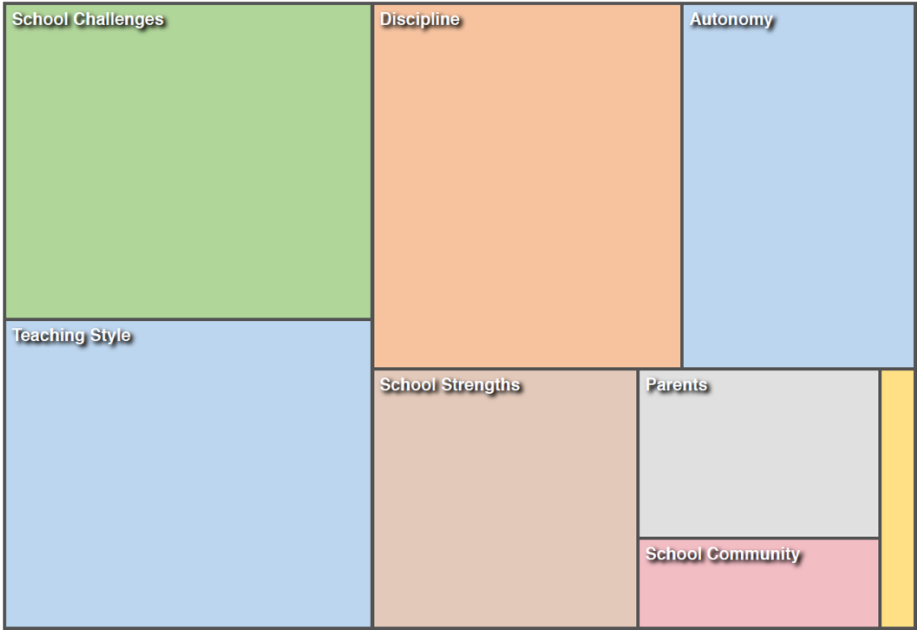 School Challenges
Discipline
Autonomy
Teaching Style
School Strengths
Parents
School Community